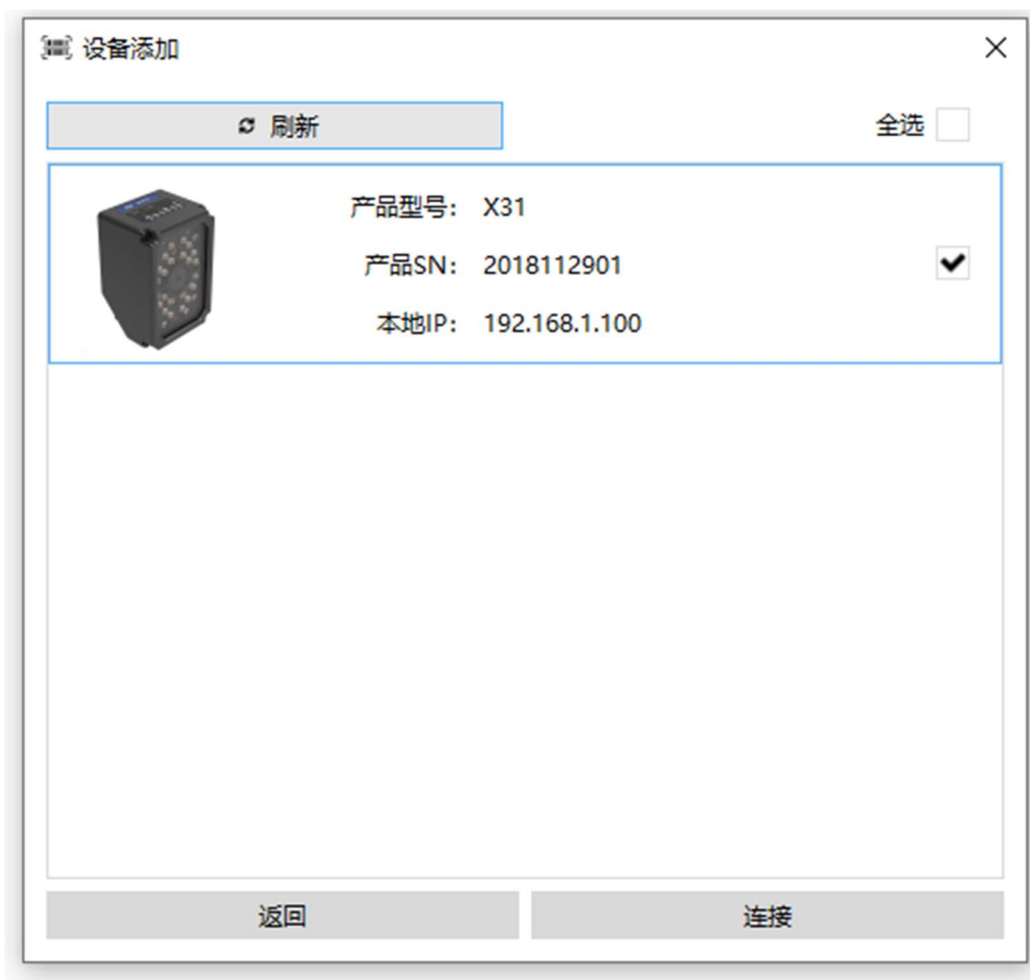 设备添加
刷新
全选
产品型号： X31
产品SN： 2018112901
本地IP： 192.168.1.100
返回
连接